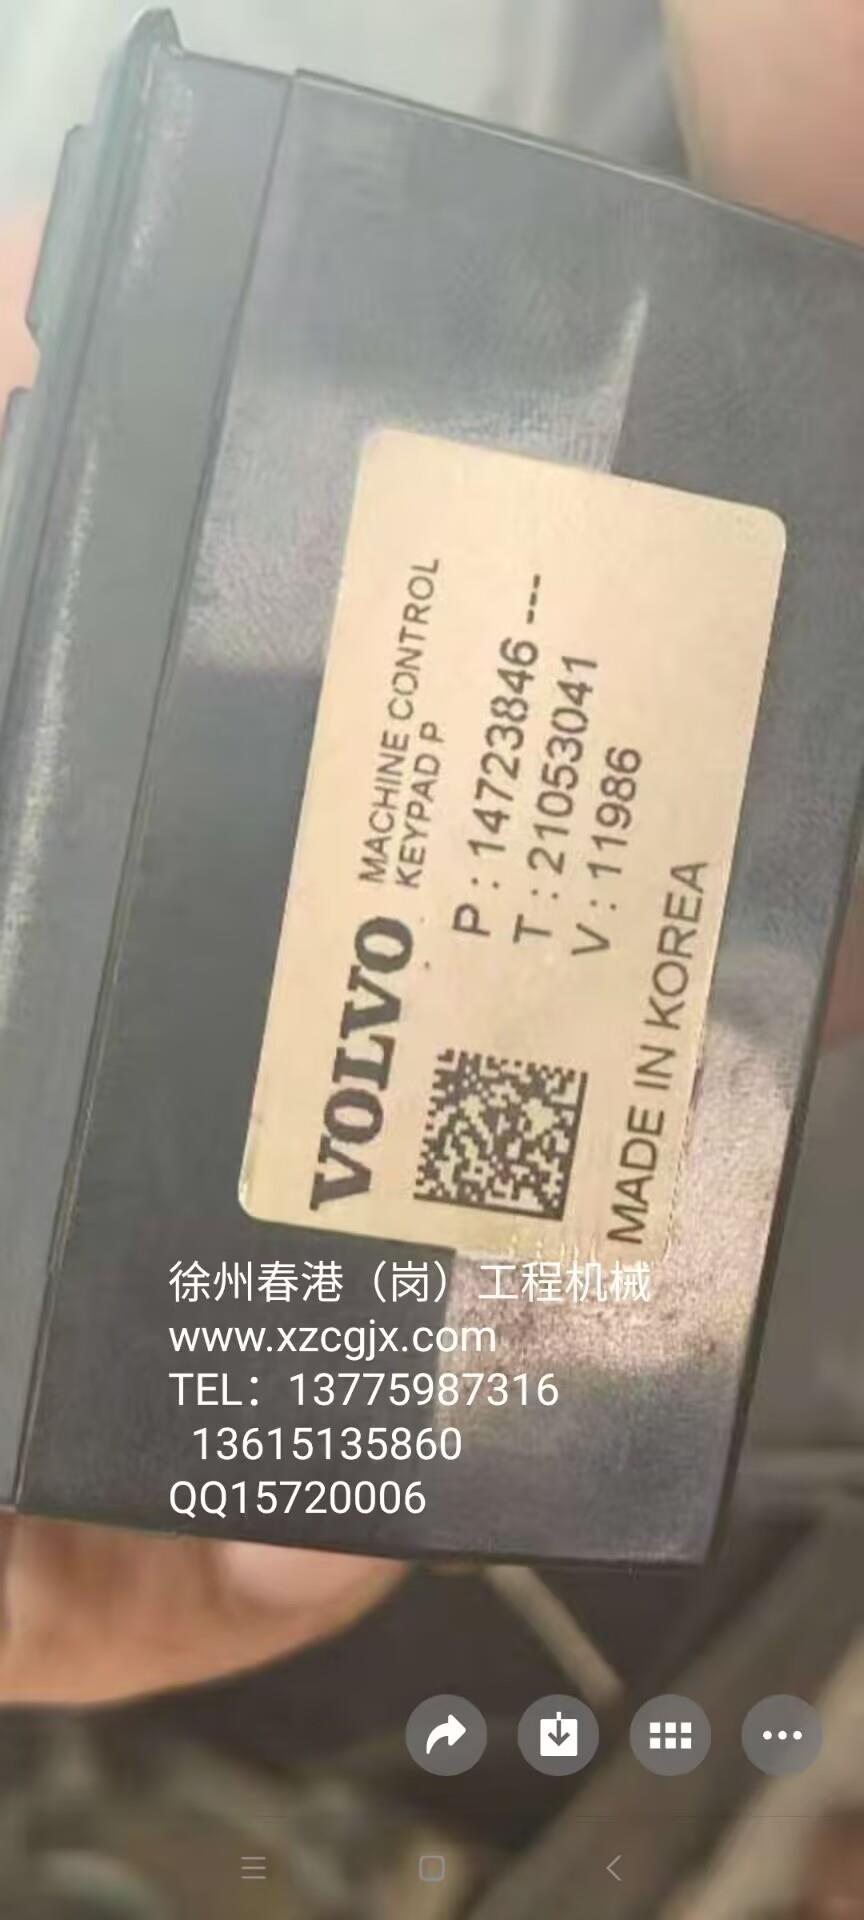 VOLVO MACHINE CONTROL
KEYPAD P
P : 14723846 ---
T : 21053041
V : 11986
MADE IN KOREA
徐州春港（岗）工程机械
www.xzcgjx.com
TEL：13775987316
13615135860
QQ15720006